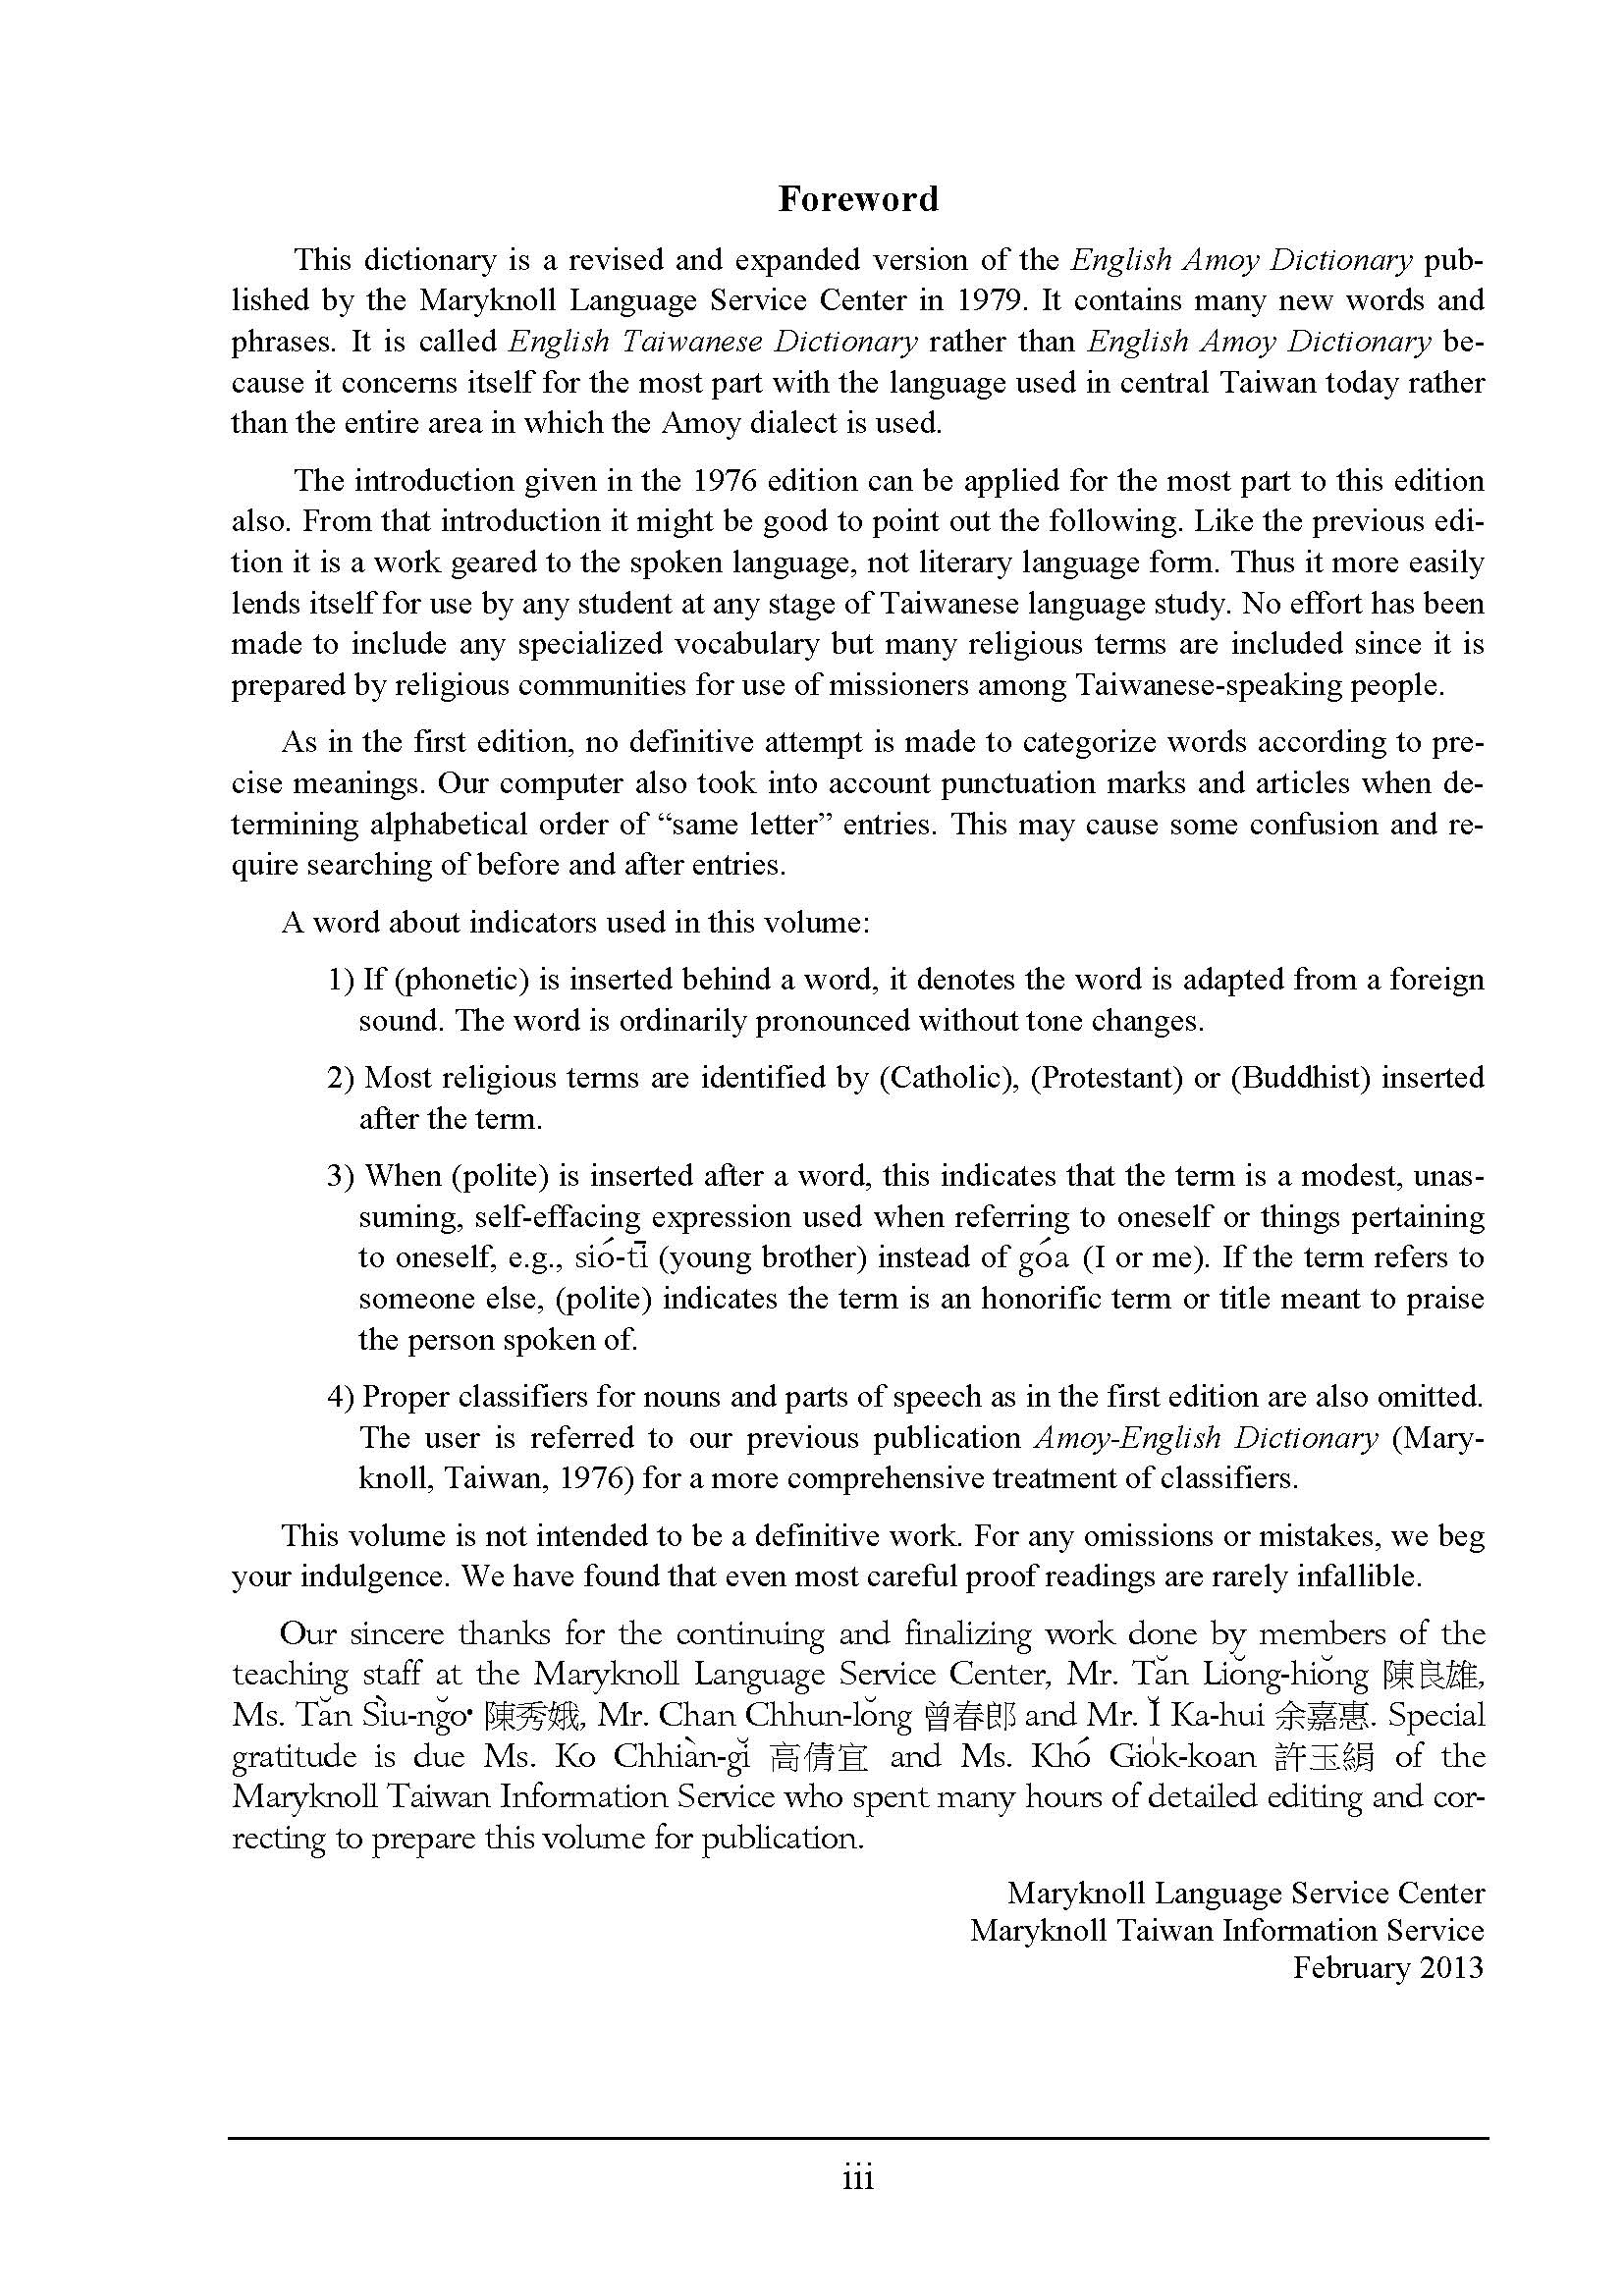 Foreword
This dictionary is a revised and expanded version of the English Amoy Dictionary pub-
lished by the Maryknoll Language Service Center in 1979. It contains many new words and
phrases. It is called English Taiwanese Dictionary rather than English Amoy Dictionary be-
cause it concerns itself for the most part with the language used in central Taiwan today rather
than the entire area in which the Amoy dialect is used.
The introduction given in the 1976 edition can be applied for the most part to this edition
also. From that introduction it might be good to point out the following. Like the previous edi-
tion it is a work geared to the spoken language, not literary language form. Thus it more easily
lends itself for use by any student at any stage of Taiwanese language study. No effort has been
made to include any specialized vocabulary but many religious terms are included since it is
prepared by religious communities for use of missioners among Taiwanese-speaking people.
As in the first edition, no definitive attempt is made to categorize words according to pre-
cise meanings. Our computer also took into account punctuation marks and articles when de-
termining alphabetical order of “same letter” entries. This may cause some confusion and re-
quire searching of before and after entries.
A word about indicators used in this volume:
1) If (phonetic) is inserted behind a word, it denotes the word is adapted from a foreign
sound. The word is ordinarily pronounced without tone changes.
2) Most religious terms are identified by (Catholic), (Protestant) or (Buddhist) inserted
after the term.
3) When (polite) is inserted after a word, this indicates that the term is a modest, unas-
suming, self-effacing expression used when referring to oneself or things pertaining
to oneself, e.g., sió-tī (young brother) instead of góa (I or me). If the term refers to
someone else, (polite) indicates the term is an honorific term or title meant to praise
the person spoken of.
4) Proper classifiers for nouns and parts of speech as in the first edition are also omitted.
The user is referred to our previous publication Amoy-English Dictionary (Mary-
knoll, Taiwan, 1976) for a more comprehensive treatment of classifiers.
This volume is not intended to be a definitive work. For any omissions or mistakes, we beg
your indulgence. We have found that even most careful proof readings are rarely infallible.
Our sincere thanks for the continuing and finalizing work done by members of the
teaching staff at the Maryknoll Language Service Center, Mr. Tăn Liŏng-hiŏng 陳良雄,
Ms. Tăn Sìu-ngŏ͘ 陳秀娥, Mr. Chan Chhun-lŏng 曾春郎 and Mr. Ĭ Ka-hui 余嘉惠. Special
gratitude is due Ms. Ko Chhiàn-gĭ 高倩宜 and Ms. Khó Gio̍k-koan 許玉絹 of the
Maryknoll Taiwan Information Service who spent many hours of detailed editing and cor-
recting to prepare this volume for publication.
Maryknoll Language Service Center
Maryknoll Taiwan Information Service
February 2013
iii